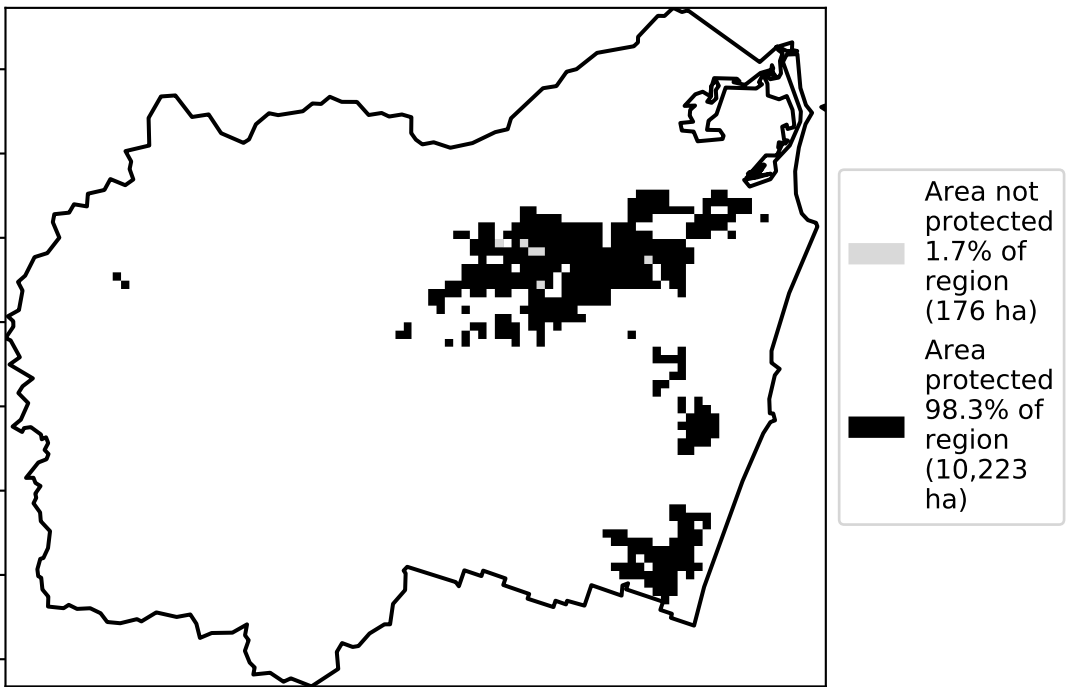 Area not
protected
1.7% of
region
(176 ha)
Area
protected
98.3% of
region
(10,223
ha)